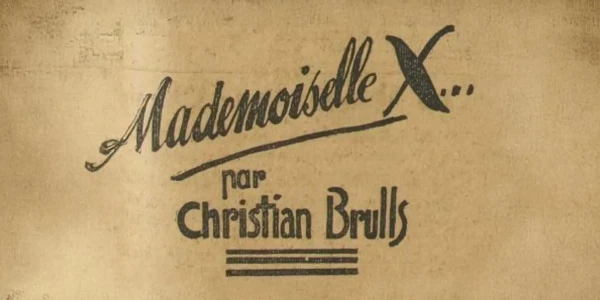 Mademoiselle X...
par
Christian Brulls